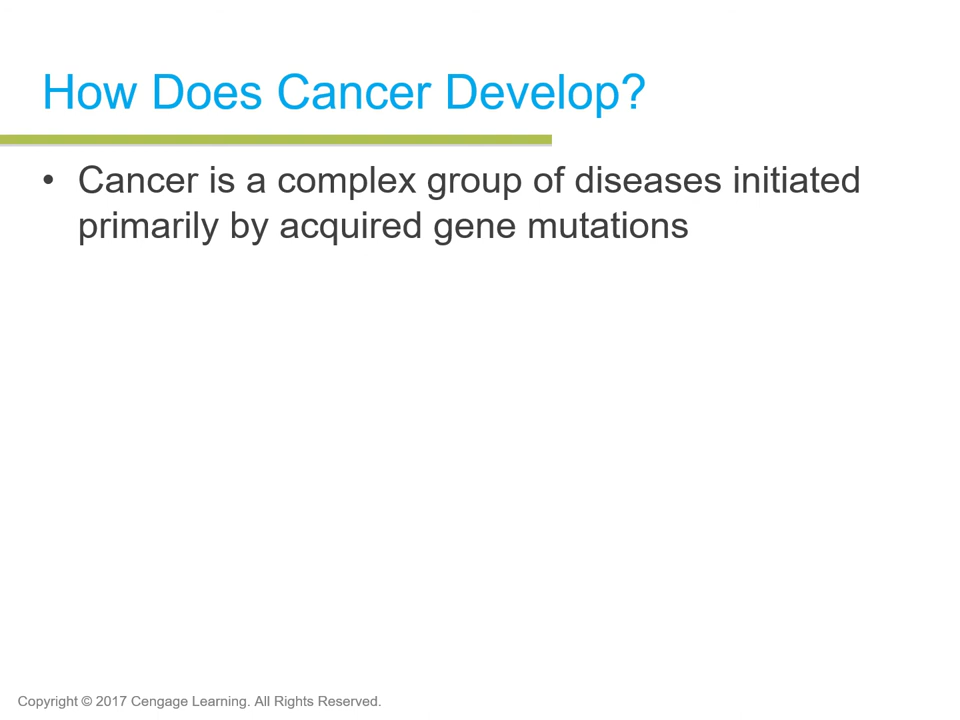 How Does Cancer Develop?
• Cancer is a complex group of diseases initiated
primarily by acquired gene mutations
Copyright © 2017 Cengage Learning. All Rights Reserved.